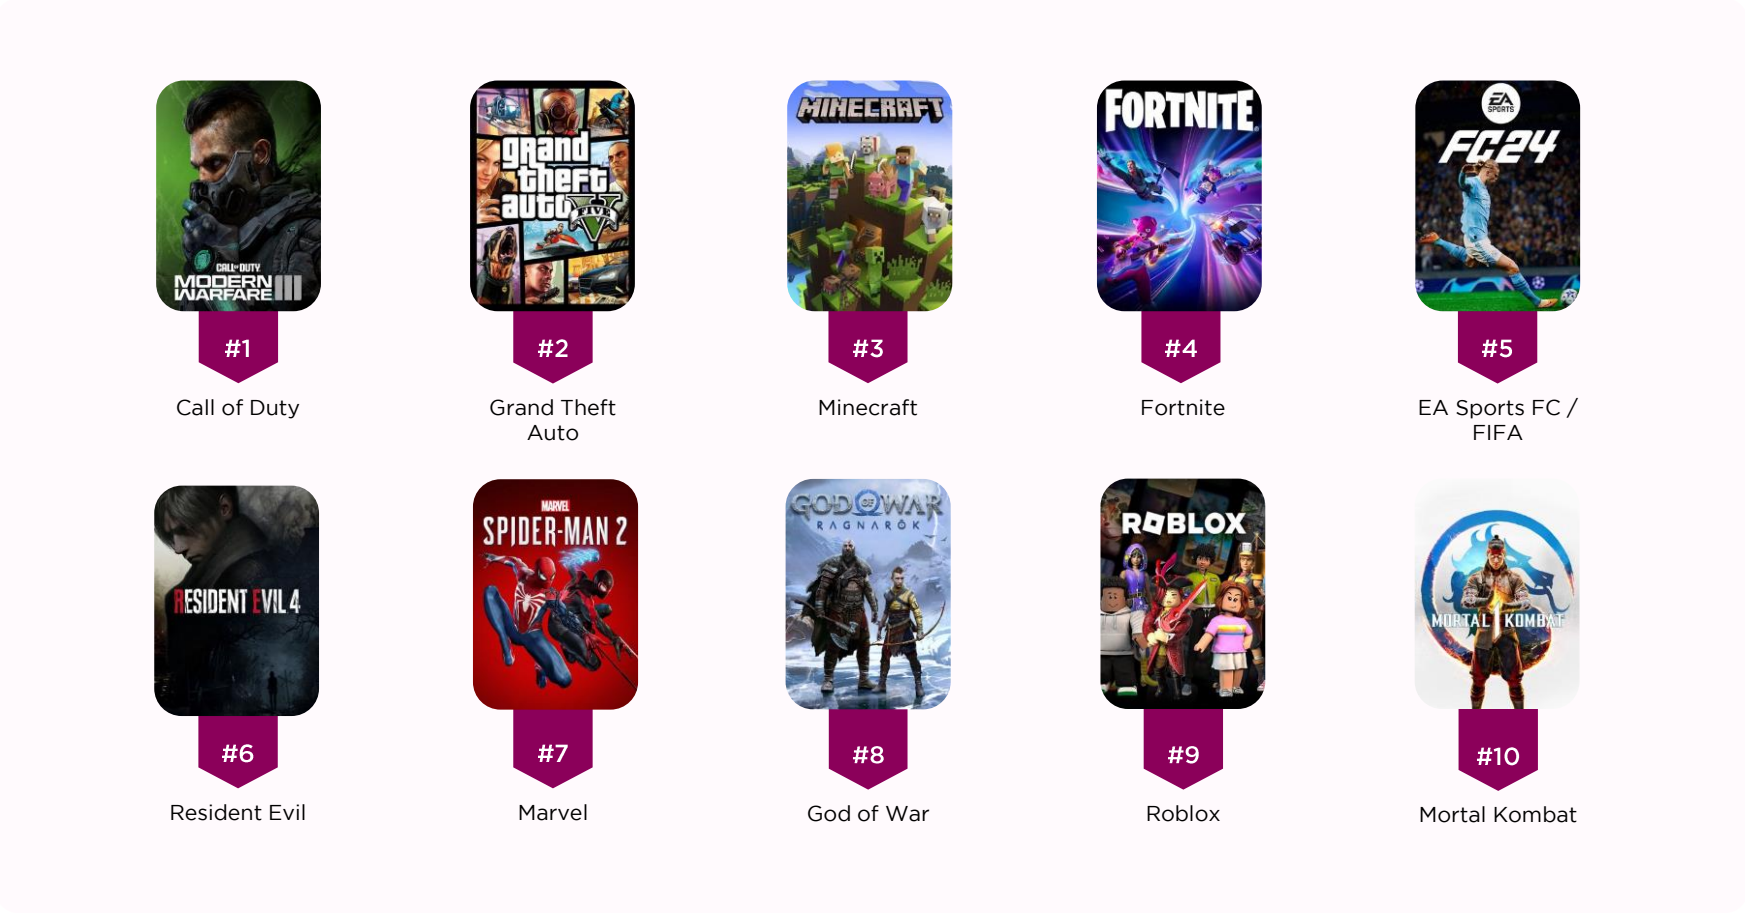 CALL OF DUTY.
MODERN
WARFARE III
grand
theft
auto
FIVE
V
MINECRAFT
FORTNITE
EA
SPORTS
FC24
#1
#2
#3
#4
#5
Call of Duty
Grand Theft
Auto
Minecraft
Fortnite
EA Sports FC /
FIFA
RESIDENT EVIL 4
MARVEL
SPIDER-MAN 2
GOD OF WAR
RAGNARÖK
ROBLOX
MORTAL KOMBAT
#6
#7
#8
#9
#10
Resident Evil
Marvel
God of War
Roblox
Mortal Kombat